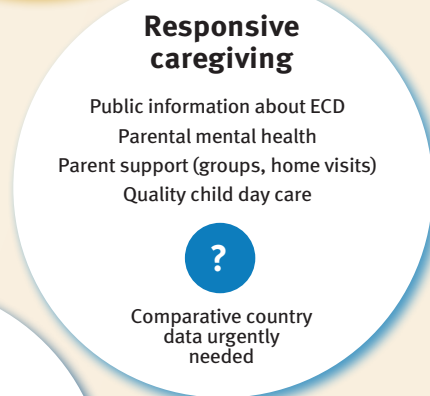 Responsive
caregiving
Public information about ECD
Parental mental health
Parent support (groups, home visits)
Quality child day care
?
Comparative country
data urgently
needed